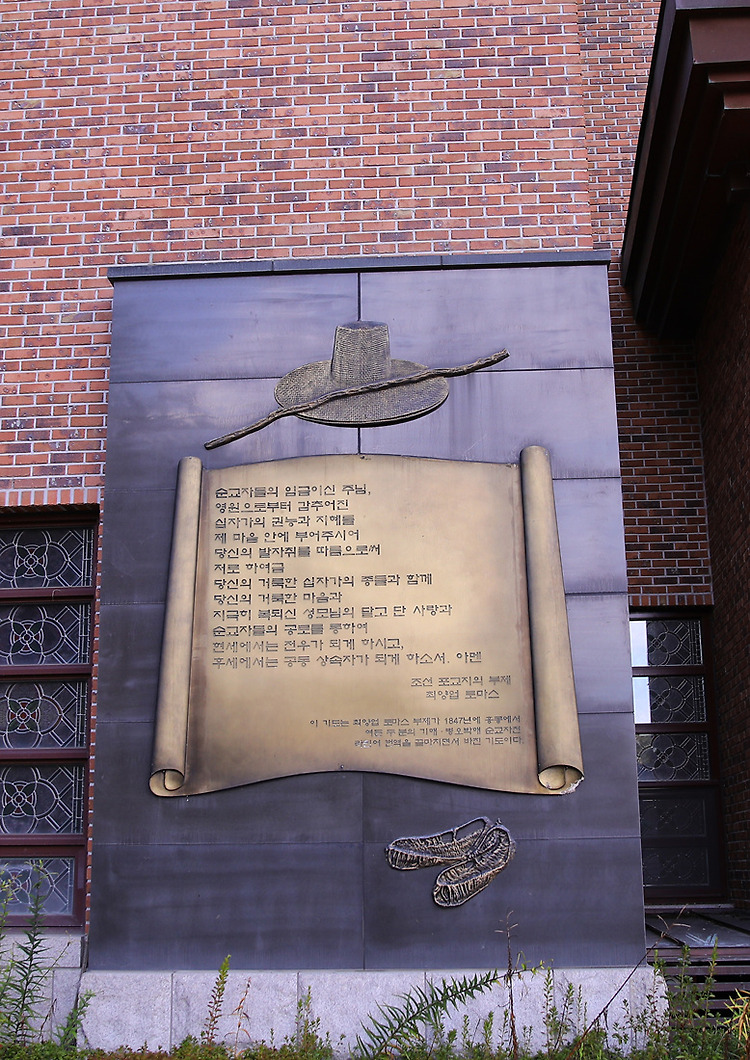 순교자들의 임금이신 주님,
영원으로부터 감추어진
십자가의 권능과 지혜를
제 마음 안에 부어주시어
당신의 발자취를 따름으로써
저로 하여금
당신의 거룩한 십자가의 종들과 함께
당신의 거룩한 마음과
지극히 복되신 성모님의 달고 단 사랑과
순교자들의 공로를 통하여
현세에서는 전우가 되게 하시고,
후세에서는 공동 상속자가 되게 하소서. 아멘
조선 포교지의 부제
최양업 토마스
이 기도는 최양업 토마스 부제가 1847년에 홍콩에서
여든 두 분의 기해 · 병오박해 순교자전
라틴어 번역을 끝마치면서 바친 기도이다.